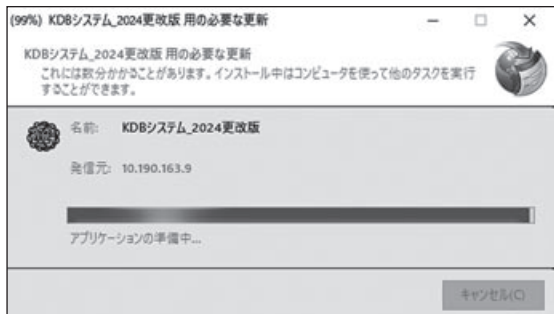 (99%) KDBシステム_2024更改版 用の必要な更新
KDBシステム_2024更改版 用の必要な更新
これには数分かかることがあります。インストール中はコンピュータを使って他のタスクを実行
することができます。
名前: KDBシステム_2024更改版
発信元: 10.190.163.9
アプリケーションの準備中...
キャンセル(C)